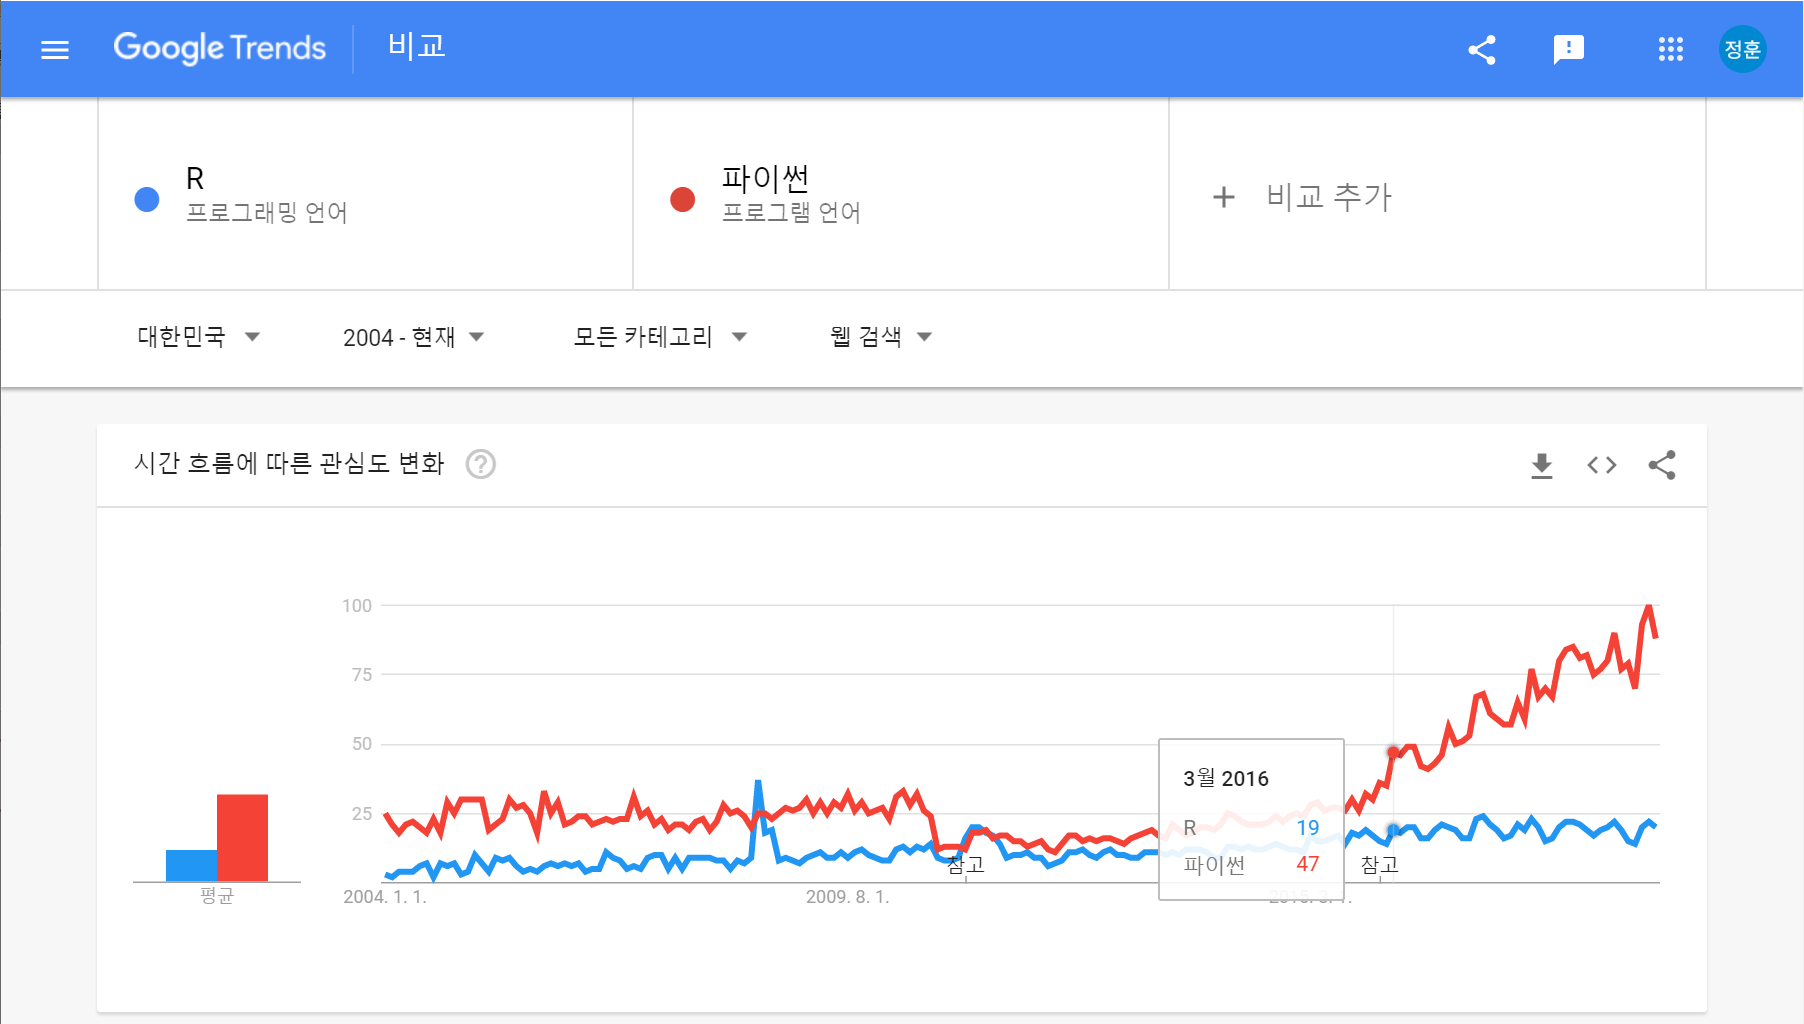 Google Trends 비교
정훈
R
프로그래밍 언어
파이썬
프로그램 언어
+ 비교 추가
대한민국
2004 - 현재
모든 카테고리
웹 검색
시간 흐름에 따른 관심도 변화 ?
100
75
50
25
평균
참고
참고
2004. 1. 1.
2009. 8. 1.
2015. 3. 1.
3월 2016
R 19
파이썬 47